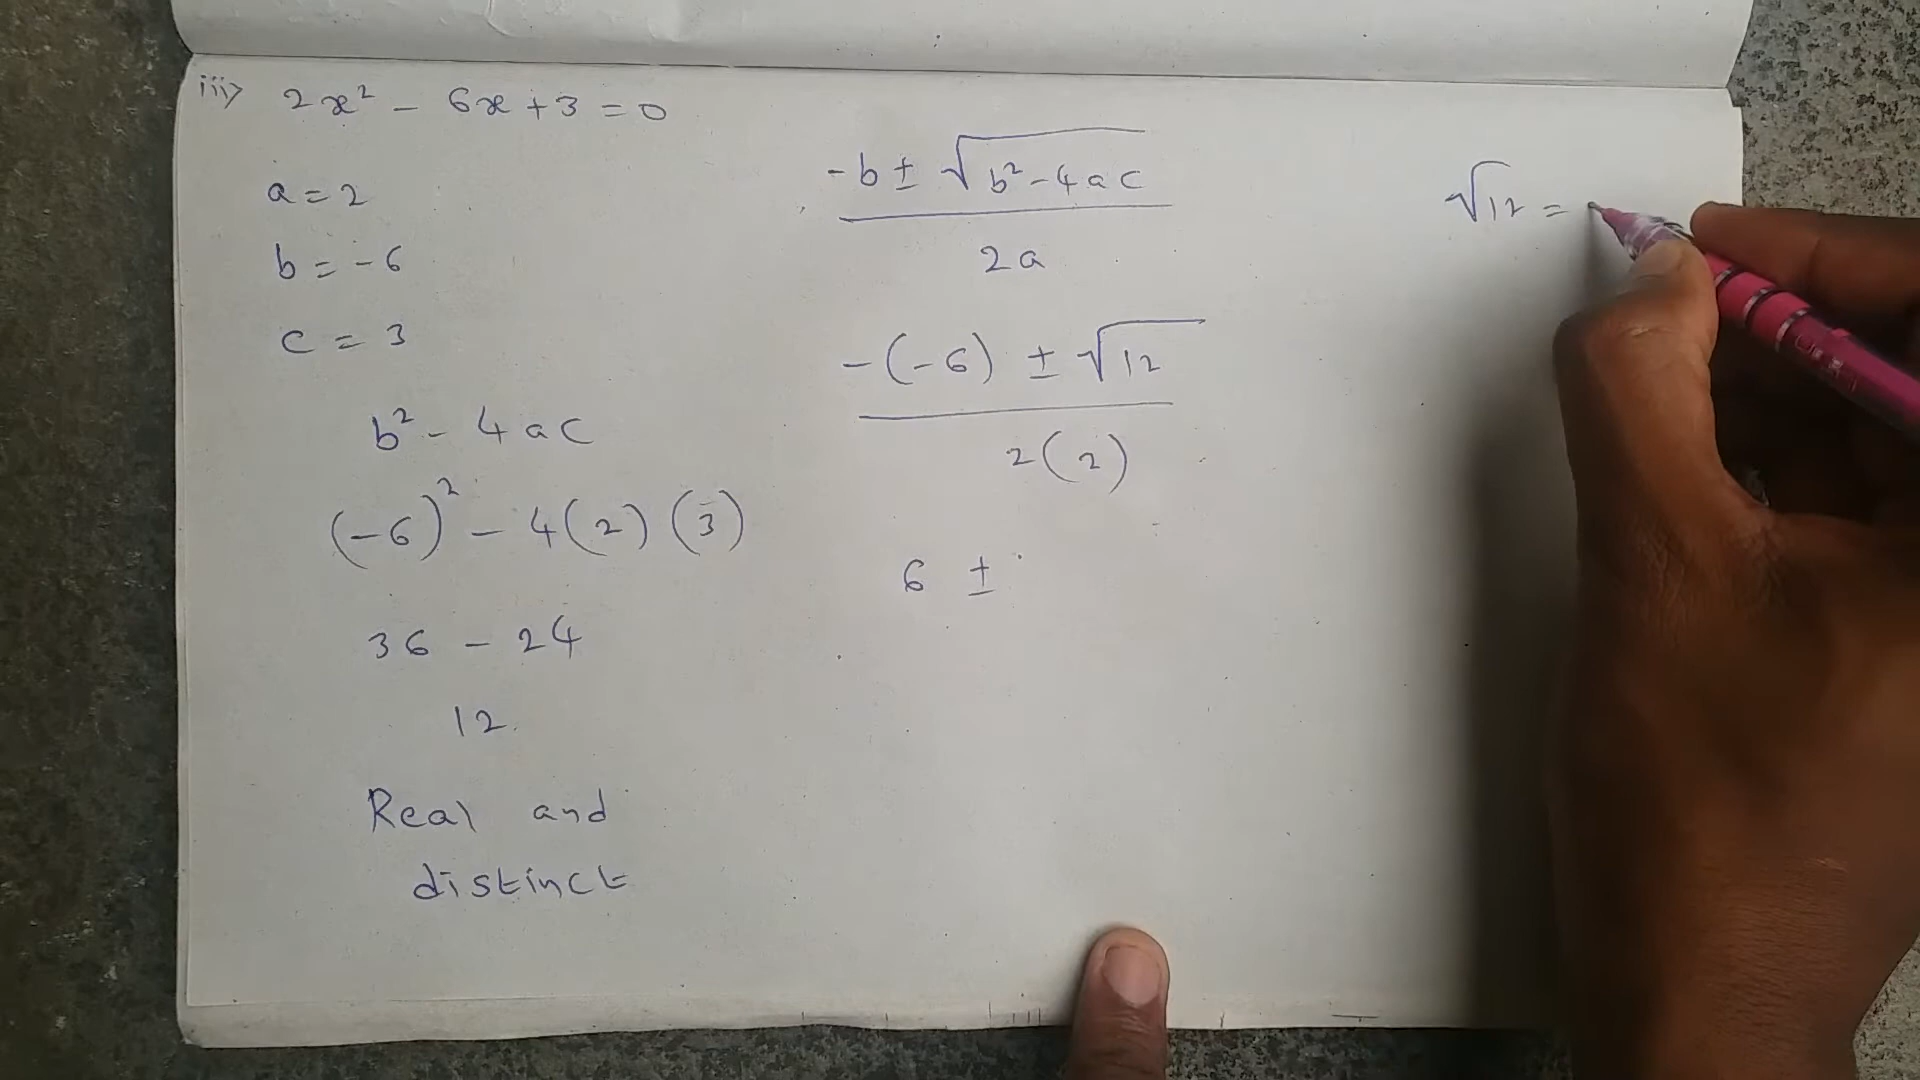 iii> 2x² - 6x + 3 = 0
a = 2
b = -6
c = 3
b² - 4ac
(-6)² - 4(2)(3)
36 - 24
12.
Real and
distinct
-b ± √b² - 4ac
2a
-(-6) ± √12
2(2)
6 ±
√12 =